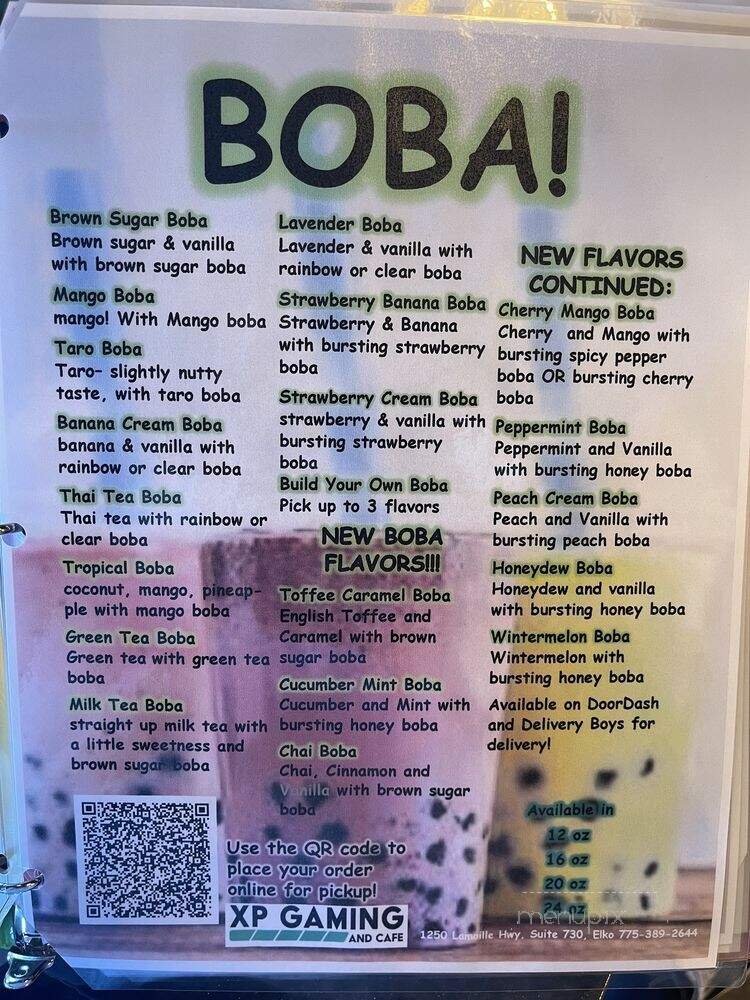 BOBA!
Brown Sugar Boba
Brown sugar & vanilla
with brown sugar boba
Mango Boba
mango! With Mango boba
Taro Boba
Taro- slightly nutty
taste, with taro boba
Banana Cream Boba
banana & vanilla with
rainbow or clear boba
Thai Tea Boba
Thai tea with rainbow or
clear boba
Tropical Boba
coconut, mango, pineap-
ple with mango boba
Green Tea Boba
Green tea with green tea
boba
Milk Tea Boba
straight up milk tea with
a little sweetness and
brown sugar boba
Lavender Boba
Lavender & vanilla with
rainbow or clear boba
Strawberry Banana Boba
Strawberry & Banana
with bursting strawberry
boba
Strawberry Cream Boba
strawberry & vanilla with
bursting strawberry
boba
Build Your Own Boba
Pick up to 3 flavors
NEW BOBA
FLAVORS!!!
Toffee Caramel Boba
English Toffee and
Caramel with brown
sugar boba
Cucumber Mint Boba
Cucumber and Mint with
bursting honey boba
Chai Boba
Chai, Cinnamon and
Vanilla with brown sugar
boba
NEW FLAVORS
CONTINUED:
Cherry Mango Boba
Cherry and Mango with
bursting spicy pepper
boba OR bursting cherry
boba
Peppermint Boba
Peppermint and Vanilla
with bursting honey boba
Peach Cream Boba
Peach and Vanilla with
bursting peach boba
Honeydew Boba
Honeydew and vanilla
with bursting honey boba
Wintermelon Boba
Wintermelon with
bursting honey boba
Available on DoorDash
and Delivery Boys for
delivery!
Available in
12 oz
16 oz
20 oz
24 oz
Use the QR code to
place your order
online for pickup!
XP GAMING
AND CAFE
1250 Lamoille Hwy, Suite 730, Elko 775-389-2644
menupix